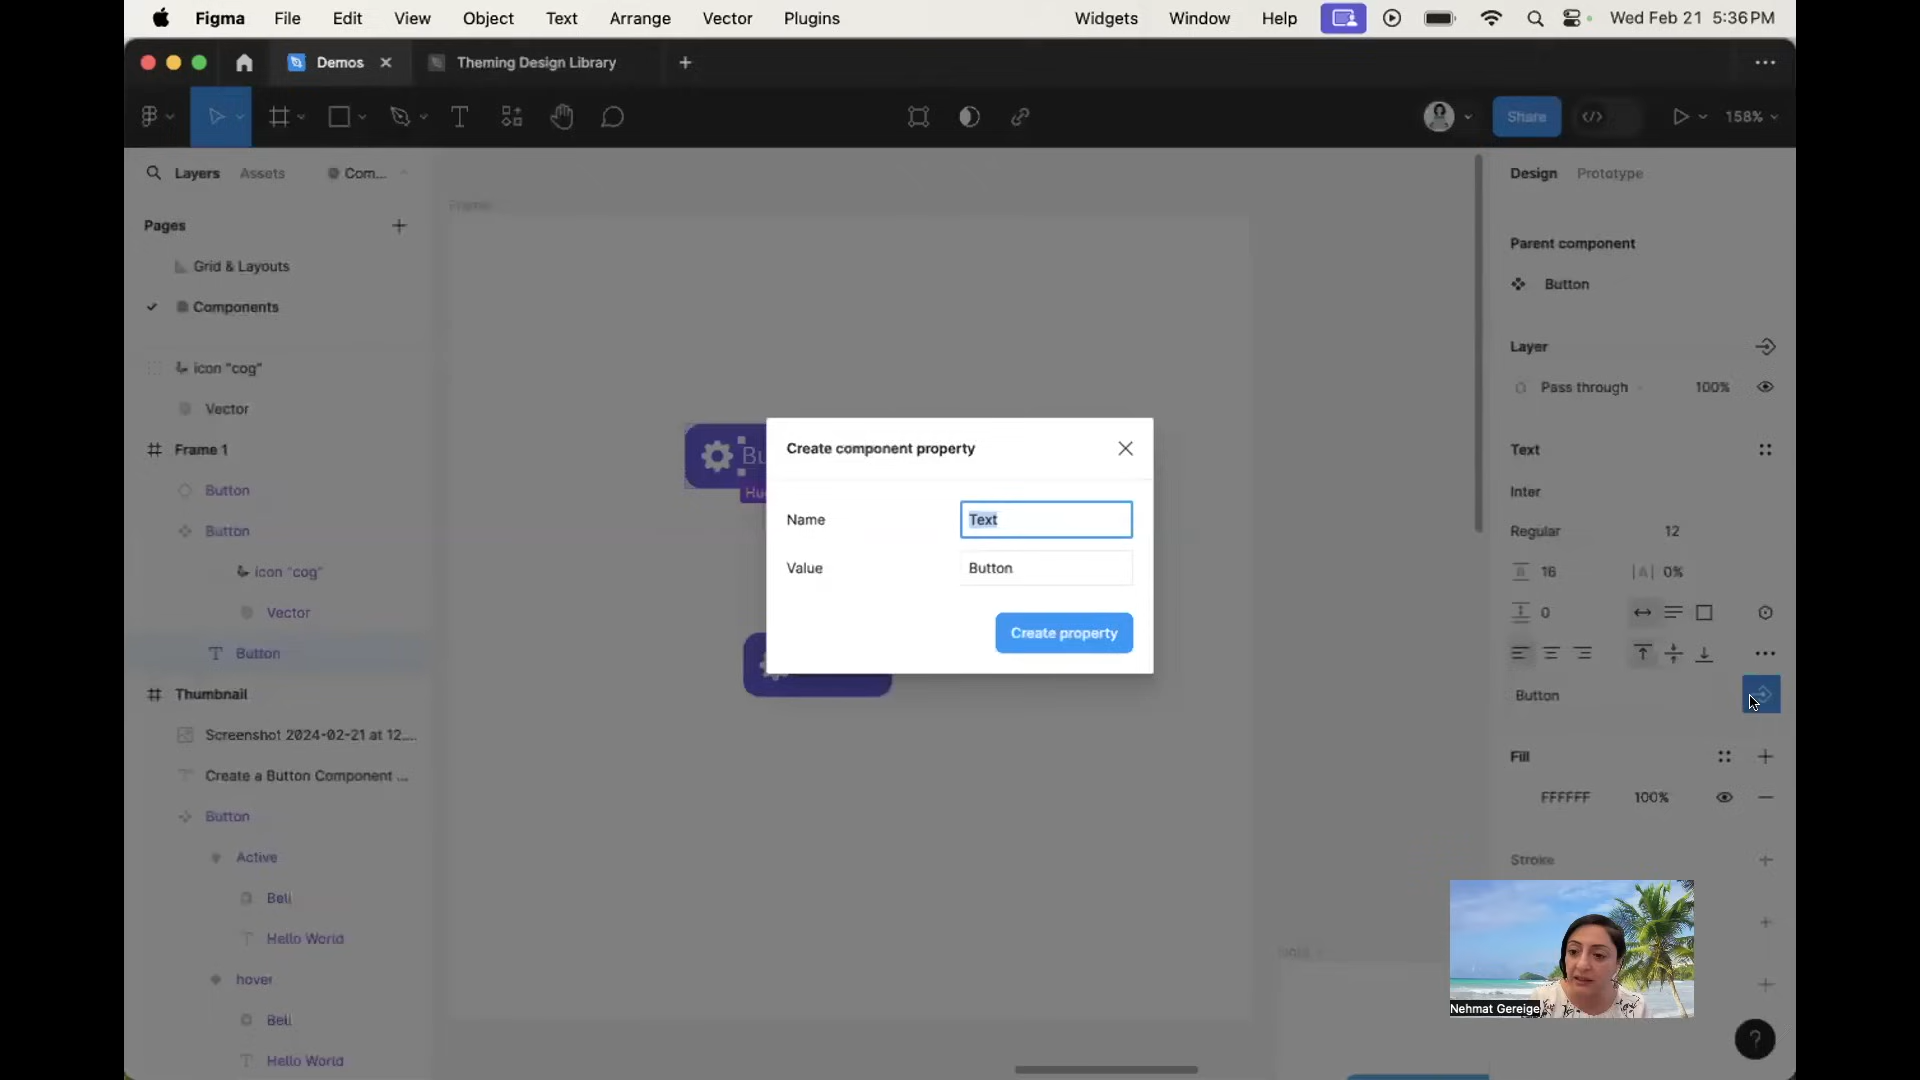 Figma File Edit View Object Text Arrange Vector Plugins Widgets Window Help Wed Feb 21 5:36 PM
Demos Theming Design Library
Share 158%
Layers Assets Com...
Pages
Grid & Layouts
Components
icon "cog"
Vector
Frame 1
Button
Button
icon "cog"
Vector
Button
Thumbnail
Screenshot 2024-02-21 at 12....
Create a Button Component ...
Button
Active
Bell
Hello World
hover
Bell
Hello World
Frame
Bu
Hu
Create component property
Name Text
Value Button
Create property
Design Prototype
Parent component
Button
Layer
Pass through 100%
Text
Inter
Regular 12
16 0%
0
Button
Fill
FFFFFF 100%
Stroke
Nehmat Gereige
?